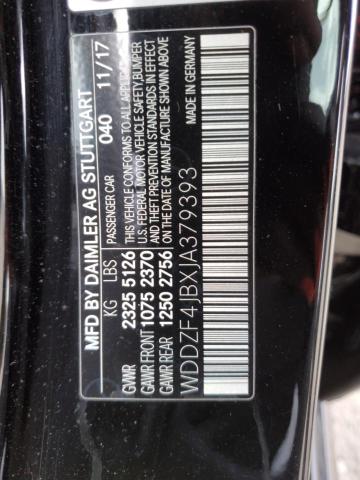 MFD BY DAIMLER AG STUTTGART
KG LBS PASSENGER CAR 040 11/17
GVWR 2325 5126 THIS VEHICLE CONFORMS TO ALL APPLICABLE
GAWR FRONT 1075 2370 U.S. FEDERAL MOTOR VEHICLE SAFETY, BUMPER
GAWR REAR 1250 2756 AND THEFT PREVENTION STANDARDS IN EFFECT
ON THE DATE OF MANUFACTURE SHOWN ABOVE
WDDZF4JBXJA379393 MADE IN GERMANY